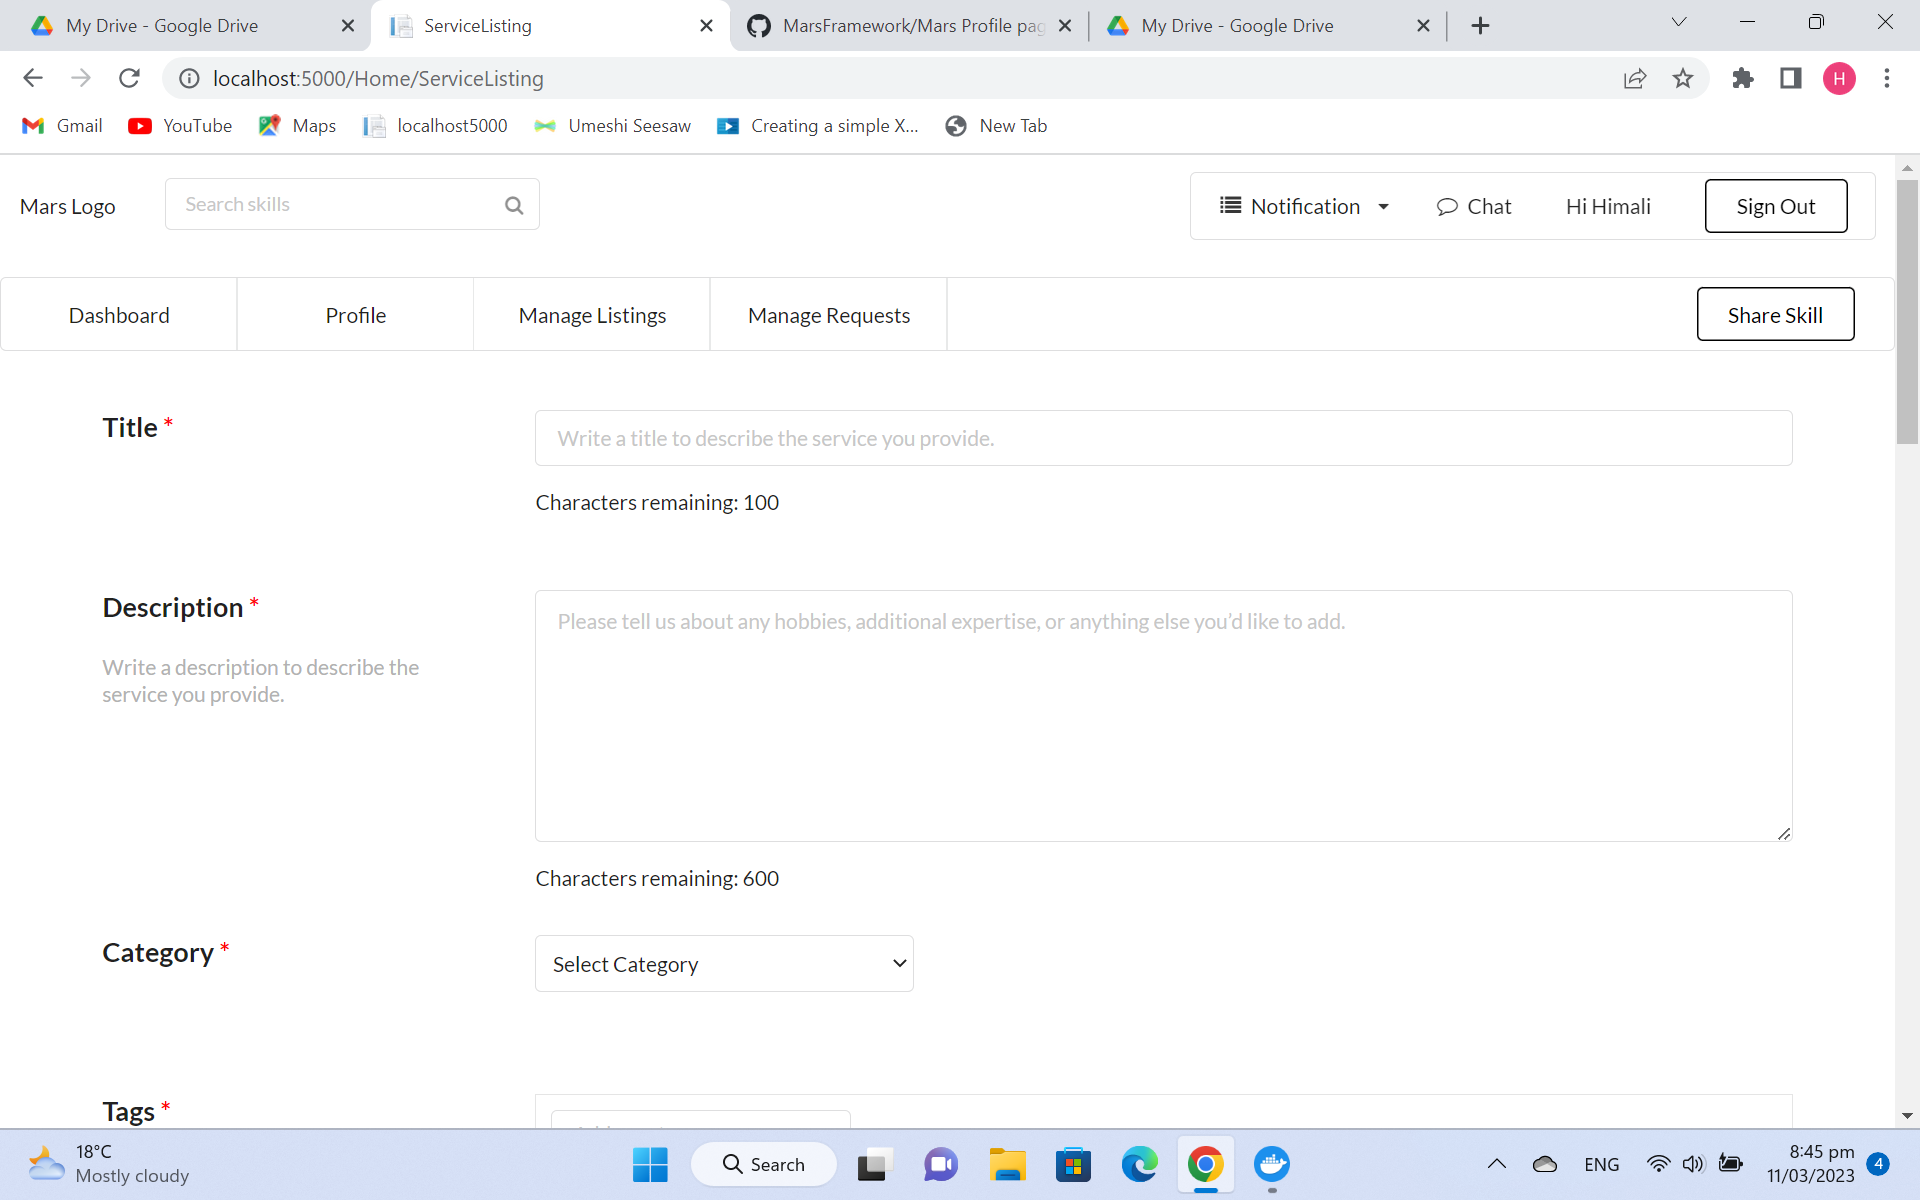 My Drive - Google Drive
ServiceListing
MarsFramework/Mars Profile pag
My Drive - Google Drive
localhost:5000/Home/ServiceListing
H
Gmail
YouTube
Maps
localhost5000
Umeshi Seesaw
Creating a simple X...
New Tab
Mars Logo
Search skills
Notification
Chat
Hi Himali
Sign Out
Dashboard
Profile
Manage Listings
Manage Requests
Share Skill
Title *
Write a title to describe the service you provide.
Characters remaining: 100
Description *
Write a description to describe the
service you provide.
Please tell us about any hobbies, additional expertise, or anything else you'd like to add.
Characters remaining: 600
Category *
Select Category
Tags *
18°C
Mostly cloudy
Search
ENG
8:45 pm
11/03/2023
4